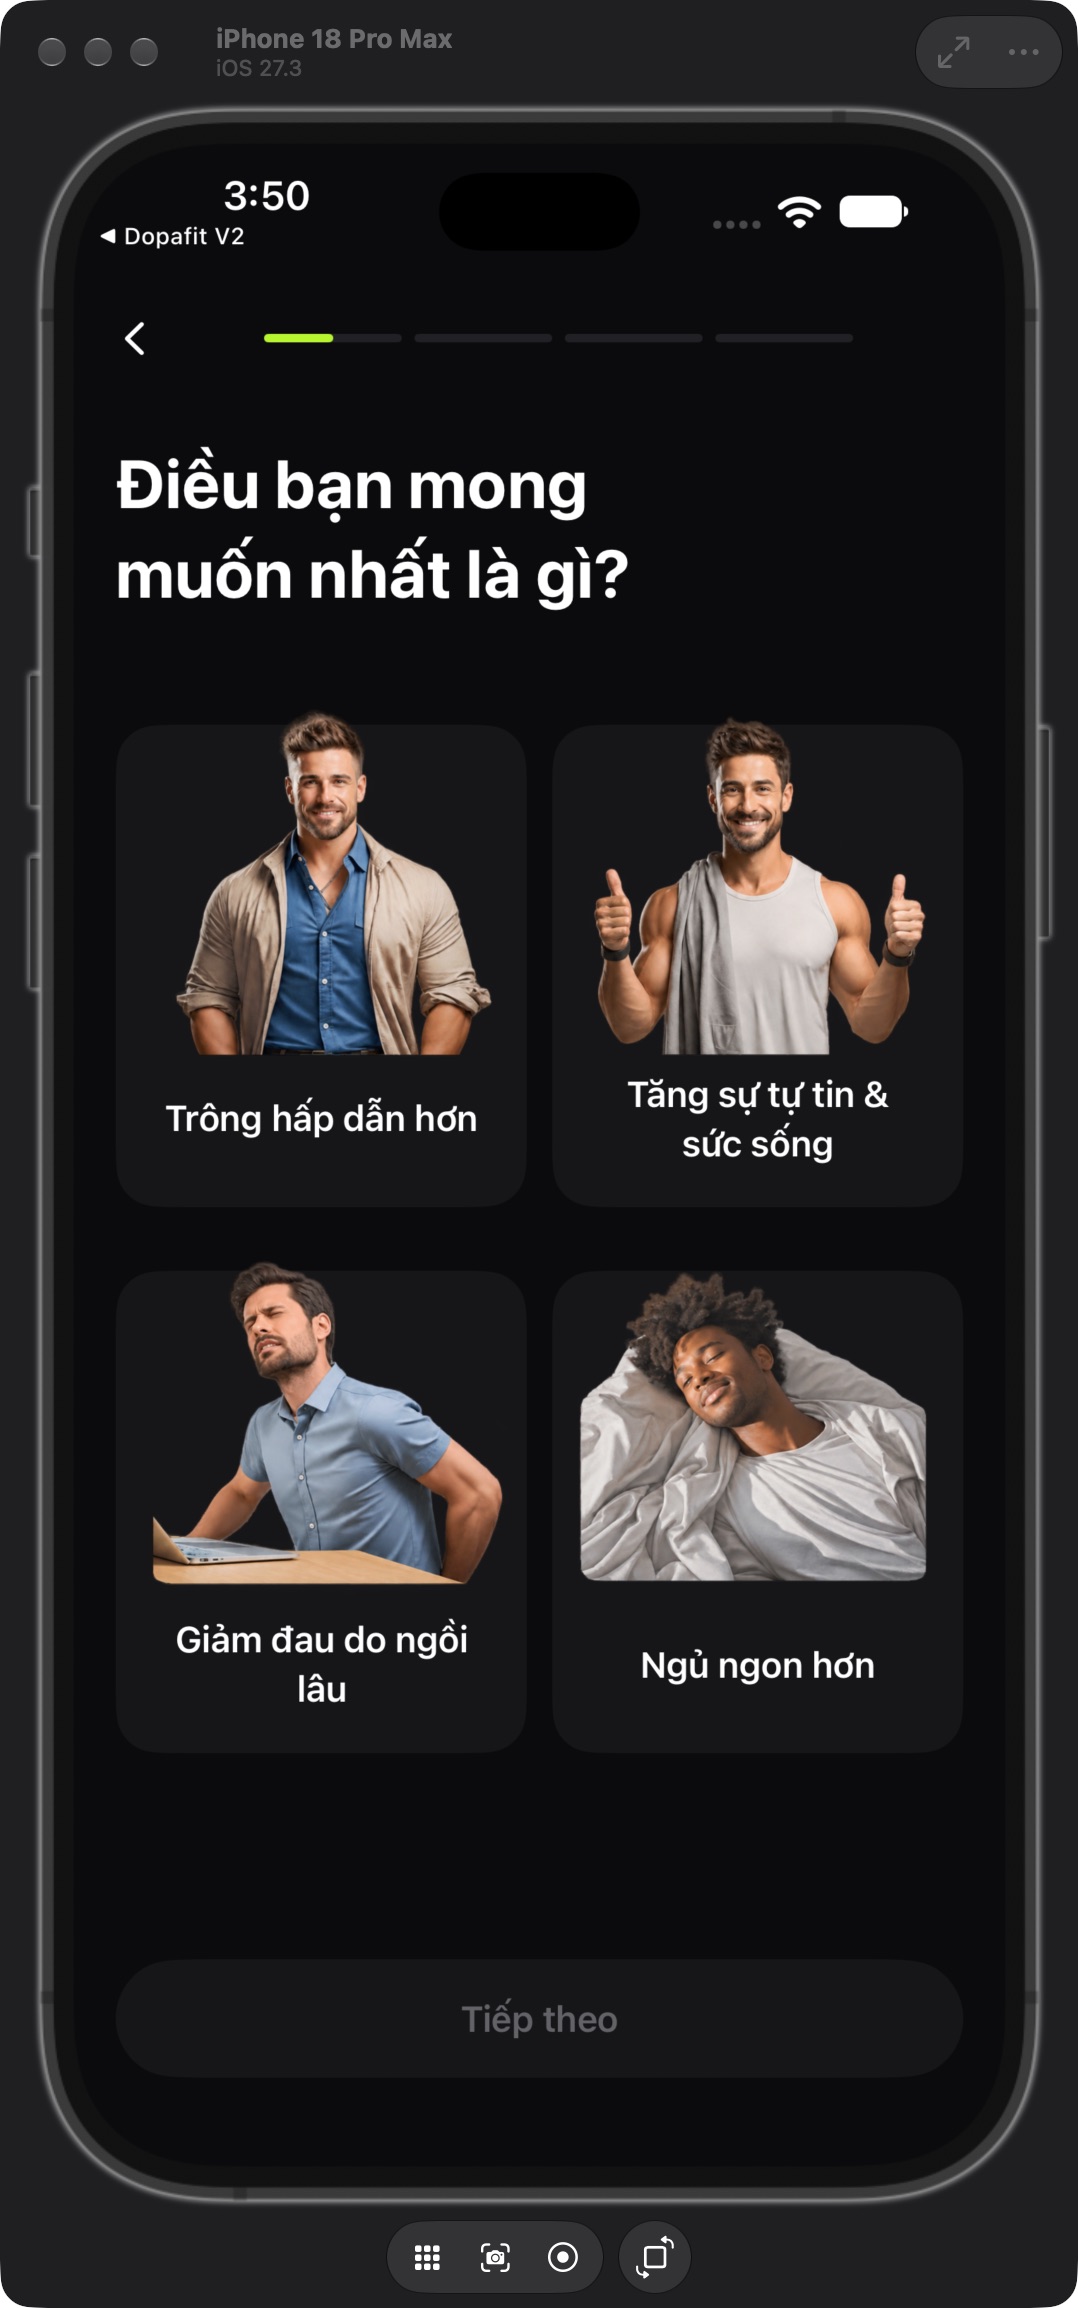 iPhone 18 Pro Max
iOS 27.3
3:50
◀ Dopafit V2
Điều bạn mong
muốn nhất là gì?
Trông hấp dẫn hơn
Tăng sự tự tin &
sức sống
Giảm đau do ngồi
lâu
Ngủ ngon hơn
Tiếp theo